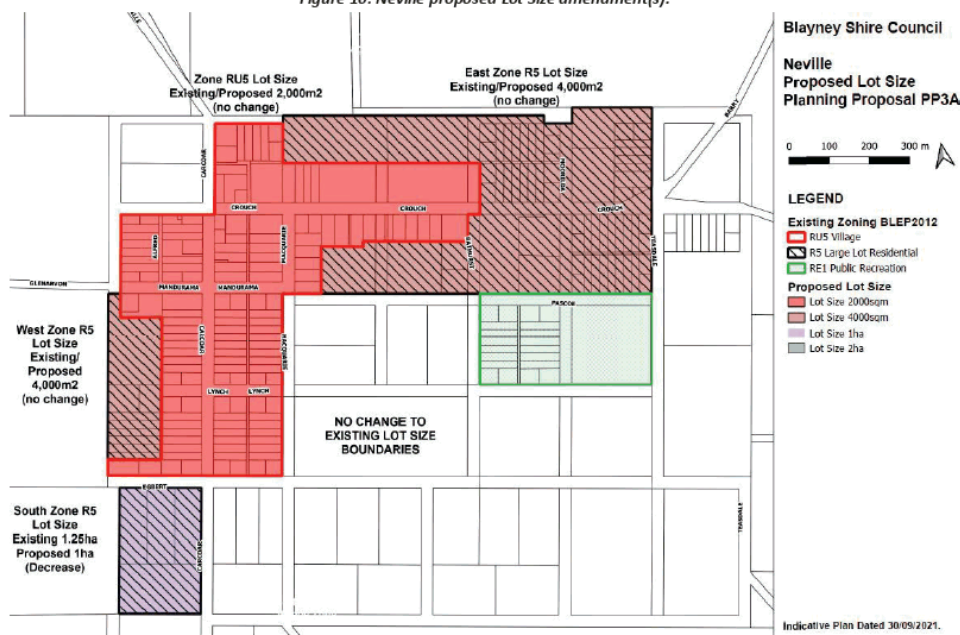 Figure 10: Neville proposed Lot Size amendment(s).
Blayney Shire Council
Neville
Proposed Lot Size
Planning Proposal PP3A
0 100 200 300 m
LEGEND
Existing Zoning BLEP2012
RU5 Village
R5 Large Lot Residential
RE1 Public Recreation
Proposed Lot Size
Lot Size 2000sqm
Lot Size 4000sqm
Lot Size 1ha
Lot Size 2ha
Zone RU5 Lot Size
Existing/Proposed 2,000m2
(no change)
East Zone R5 Lot Size
Existing/Proposed 4,000m2
(no change)
BARRY
CARCOAR
CROUCH
CROUCH
CROUCH
MACQUARIE
TEASDALE
GLENARVON
MANDURAMA
MANDURAMA
PASCOE
West Zone R5
Lot Size
Existing/
Proposed
4,000m2
(no change)
CARCOAR
MACQUARIE
LYNCH
LYNCH
NO CHANGE TO
EXISTING LOT SIZE
BOUNDARIES
EGBERT
South Zone R5
Lot Size
Existing 1.25ha
Proposed 1ha
(Decrease)
CARCOAR
TEASDALE
Indicative Plan Dated 30/09/2021.